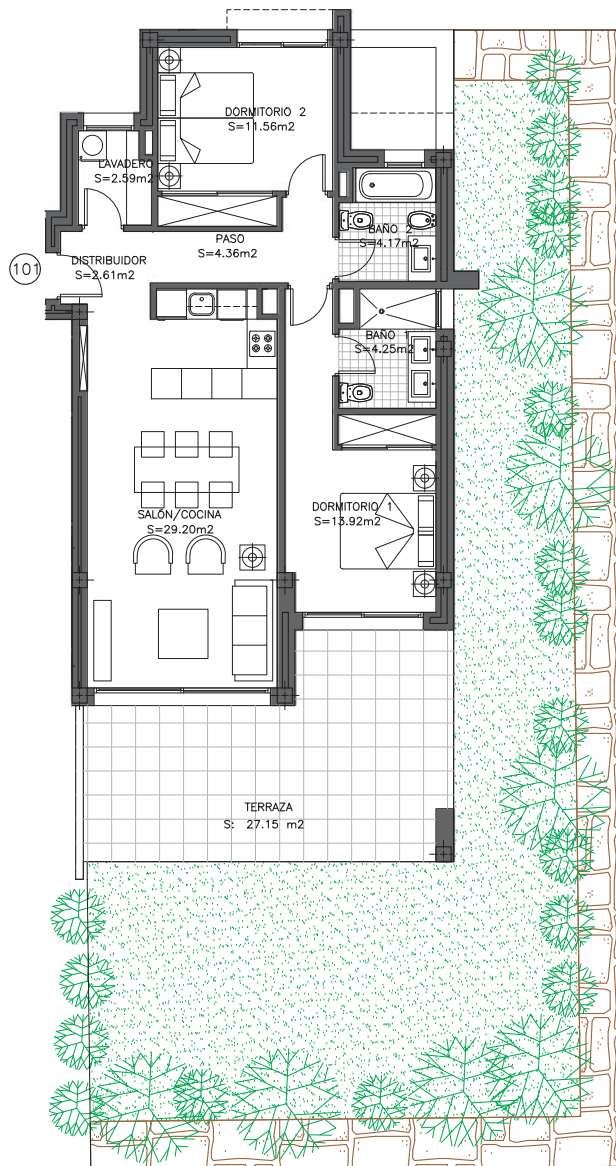 DORMITORIO 2
S=11.56m2
LAVADERO
S=2.59m2
PASO
S=4.36m2
BAÑO 2
S=4.17m2
101
DISTRIBUIDOR
S=2.61m2
BAÑO 1
S=4.25m2
SALÓN/COCINA
S=29.20m2
DORMITORIO 1
S=13.92m2
TERRAZA
S: 27.15 m2